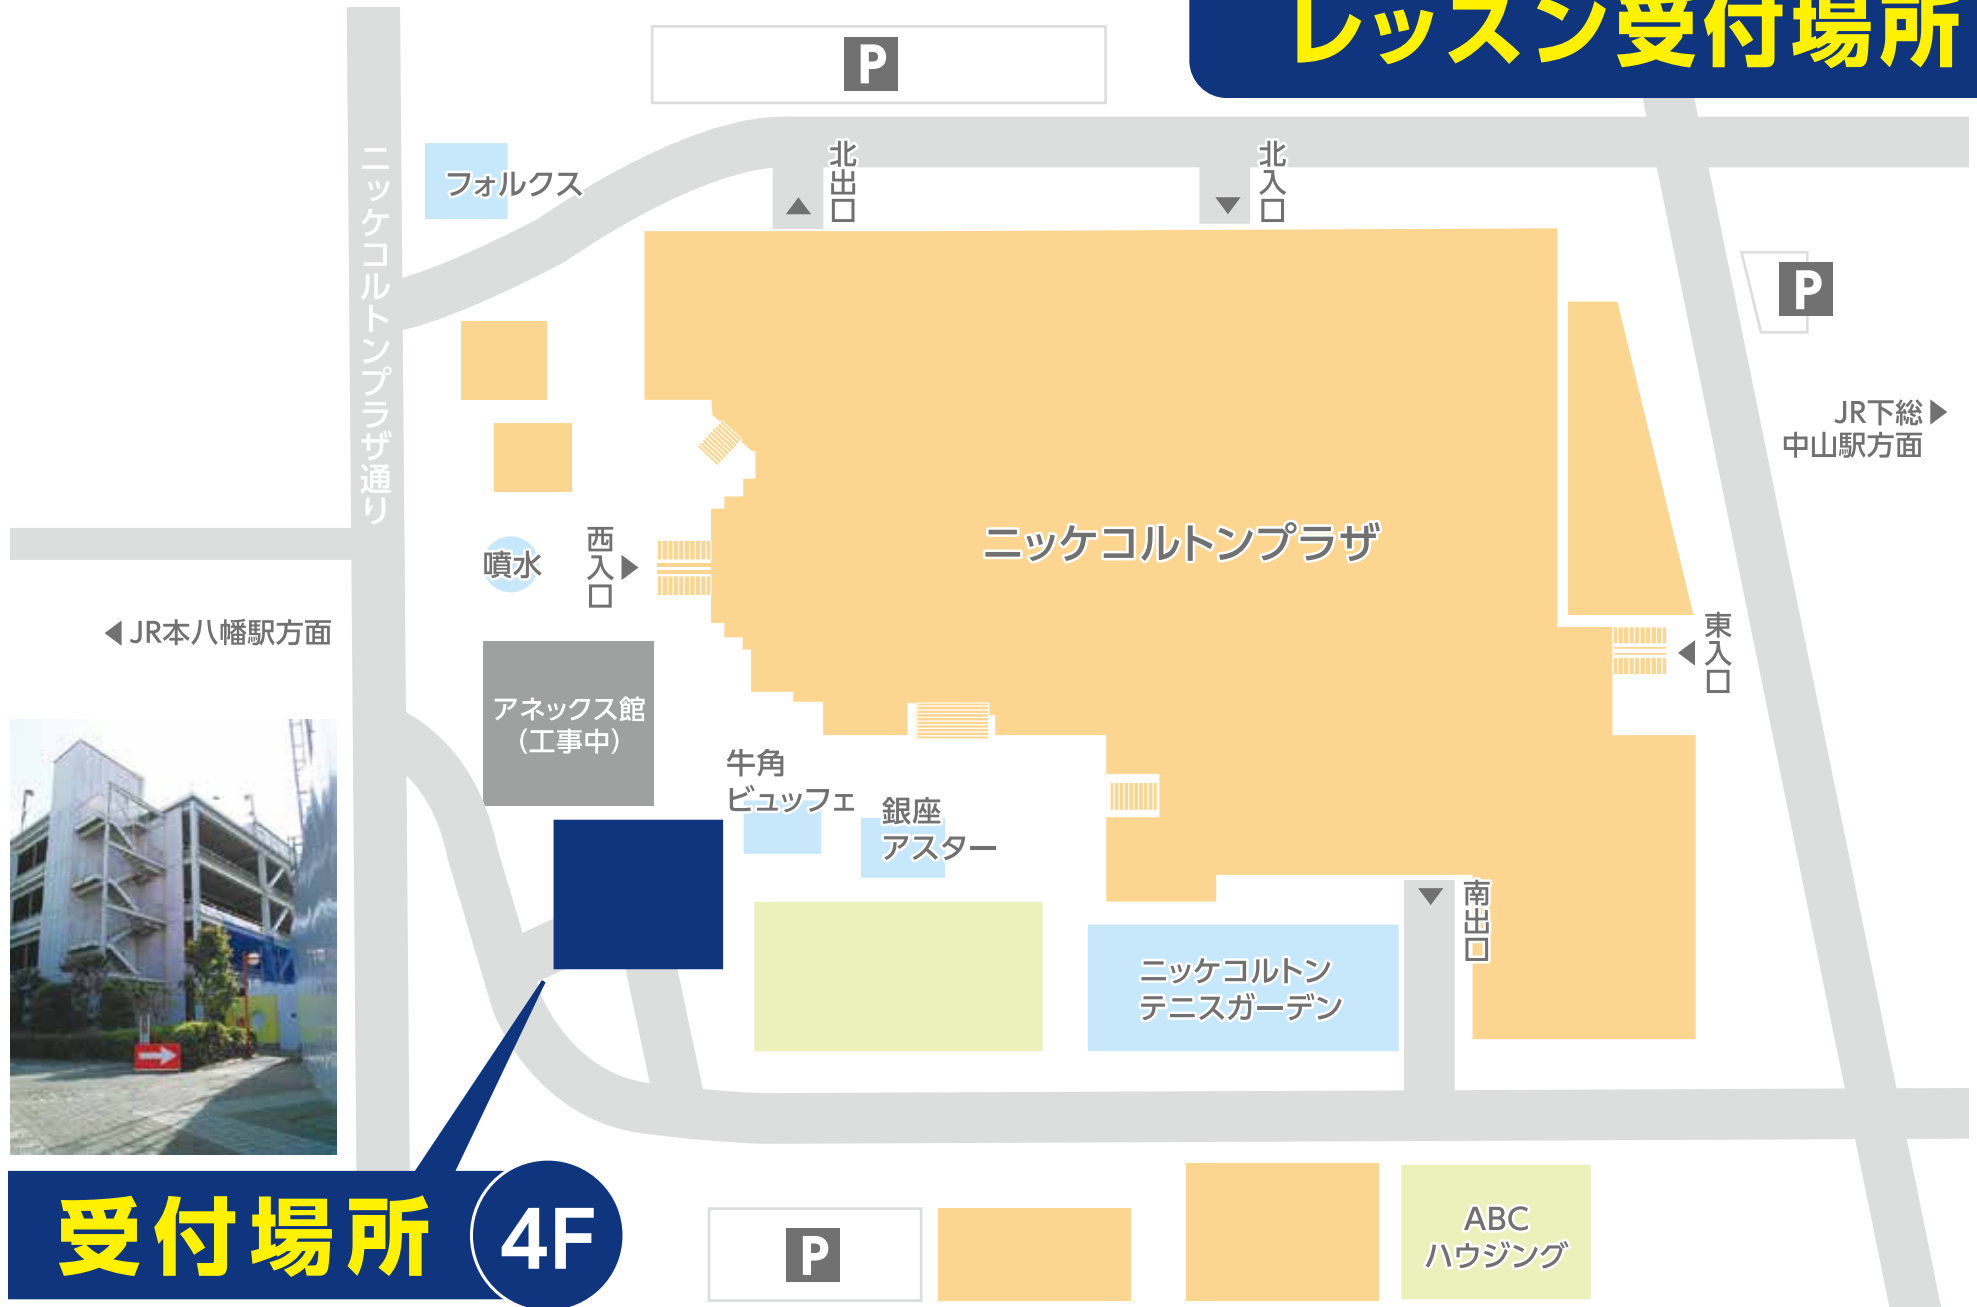 レッスン受付場所
P
北出口
北入口
フォルクス
ニッケコルトンプラザ通り
P
JR下総
中山駅方面
ニッケコルトンプラザ
西入口
噴水
JR本八幡駅方面
東入口
アネックス館
（工事中）
牛角
ビュッフェ
銀座
アスター
南出口
ニッケコルトン
テニスガーデン
受付場所
4F
P
ABC
ハウジング